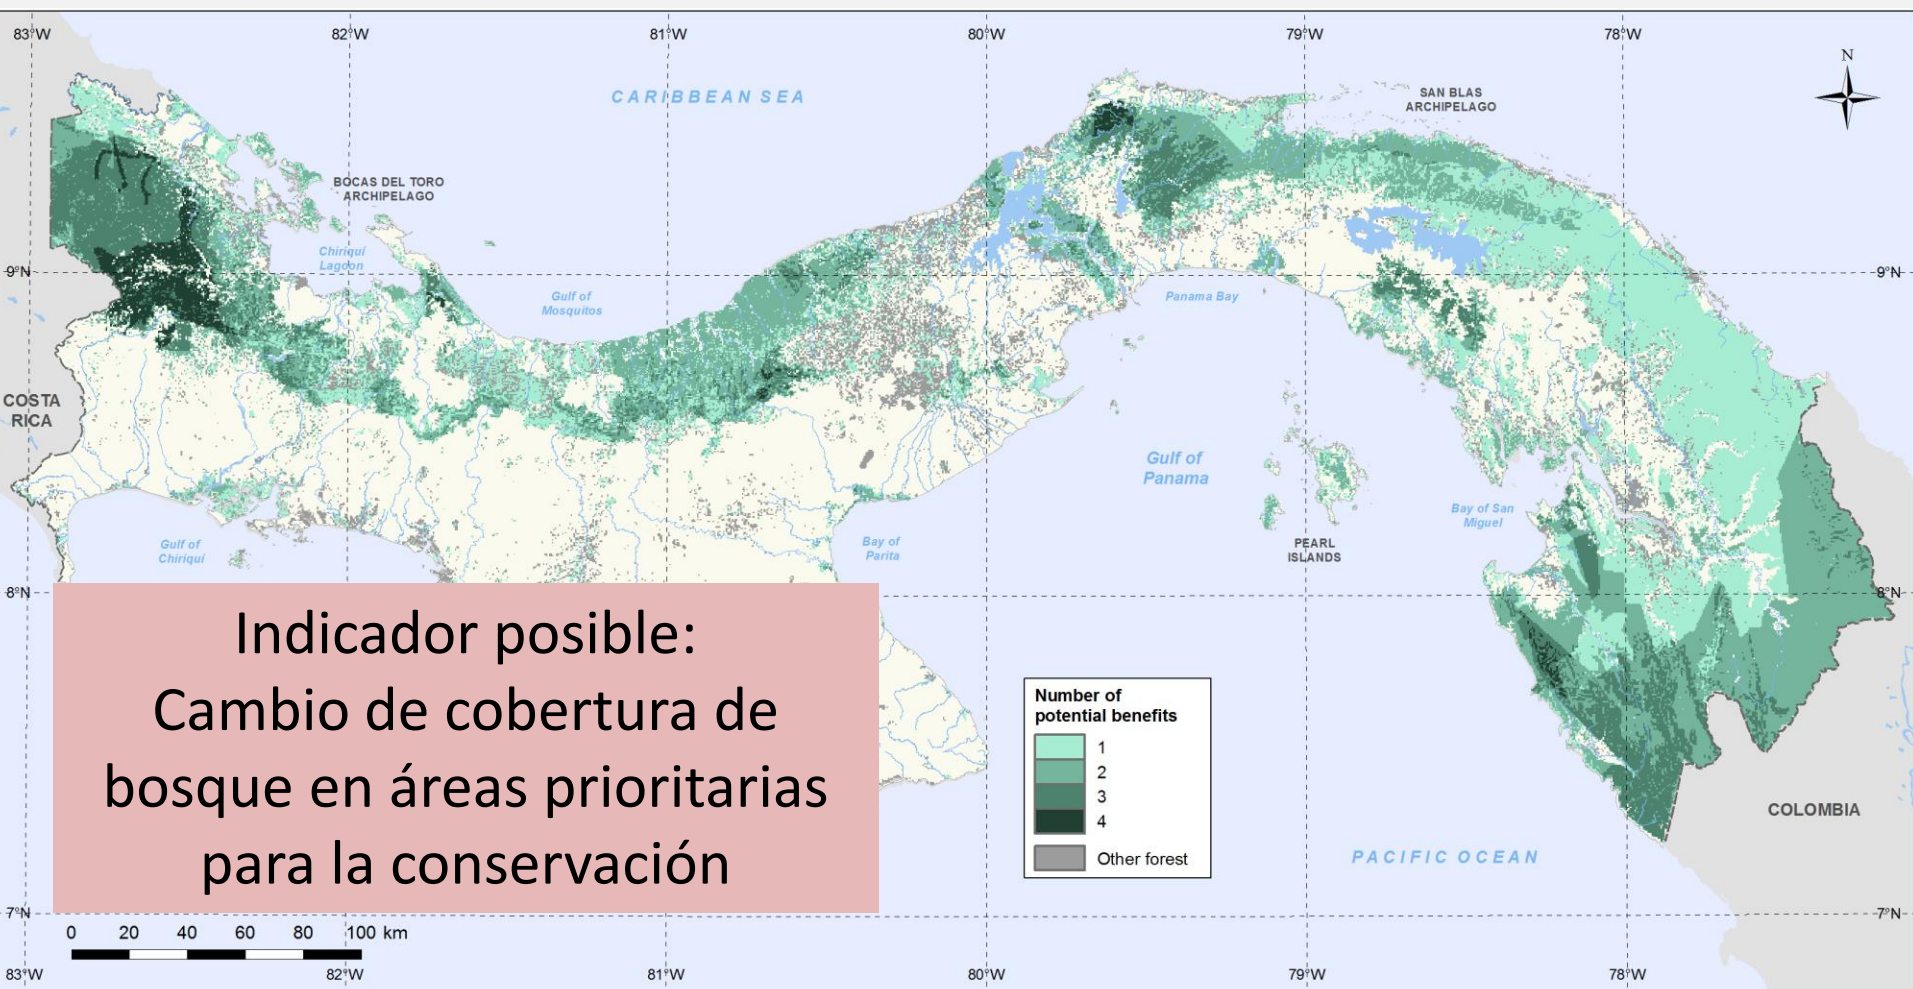 83°W 82°W 81°W 80°W 79°W 78°W
N
CARIBBEAN SEA
SAN BLAS
ARCHIPELAGO
BOCAS DEL TORO
ARCHIPELAGO
Chiriquí
Lagoon
9°N 9°N
Gulf of
Mosquitos
Panama Bay
COSTA
RICA
Gulf of
Panama
Bay of San
Miguel
Gulf of
Chiriquí
Bay of
Parita
PEARL
ISLANDS
8°N 8°N
Indicador posible:
Cambio de cobertura de
bosque en áreas prioritarias
para la conservación
Number of
potential benefits
1
2
3
4
Other forest
COLOMBIA
PACIFIC OCEAN
7°N 7°N
0 20 40 60 80 100 km
83°W 82°W 81°W 80°W 79°W 78°W